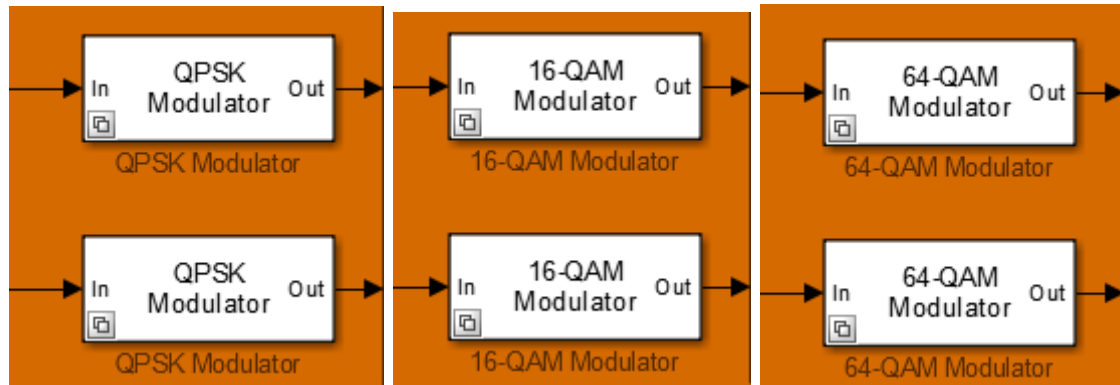 QPSK
In Modulator Out
QPSK Modulator
QPSK
In Modulator Out
QPSK Modulator
16-QAM
In Modulator Out
16-QAM Modulator
16-QAM
In Modulator Out
16-QAM Modulator
64-QAM
In Modulator Out
64-QAM Modulator
64-QAM
In Modulator Out
64-QAM Modulator